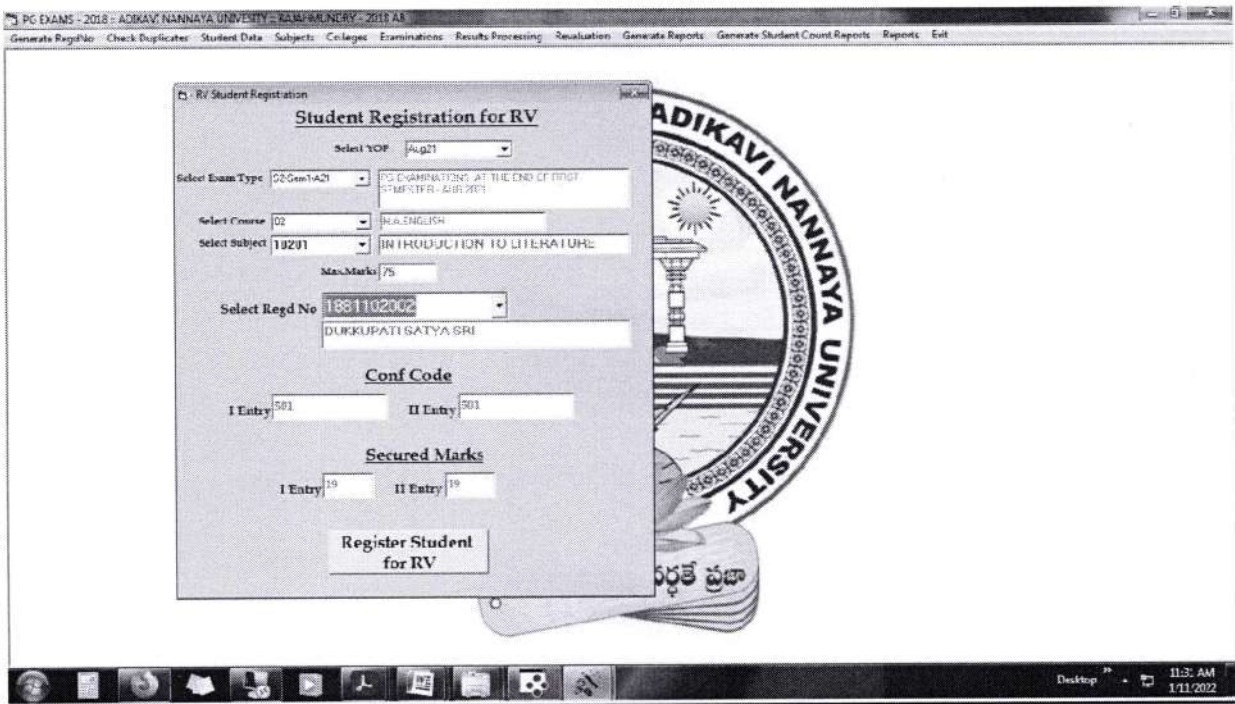 PG EXAMS - 2018 :: ADIKAVI NANNAYA UNIVESITY :: RAJAHMUNDRY - 2018 AB
Generate RegdNo Check Duplicates Student Data Subjects Colleges Examinations Results Processing Revaluation Generate Reports Generate Student Count Reports Reports Exit
RV Student Registration
Student Registration for RV
Select YOP Aug21
Select Exam Type S2-Sem1-A21 PG EXAMINATIONS AT THE END OF FIRST
SEMESTER - AUG 2021
Select Course 02 M.A.ENGLISH
Select Subject 10201 INTRODUCTION TO LITERATURE
Max.Marks 75
Select Regd No 1881102002
DUKKUPATI SATYA SRI
Conf Code
I Entry 501 II Entry 501
Secured Marks
I Entry 19 II Entry 19
Register Student
for RV
ADIKAVI NANNAYA UNIVERSITY
ప్రజా
Desktop
11:31 AM
1/11/2022